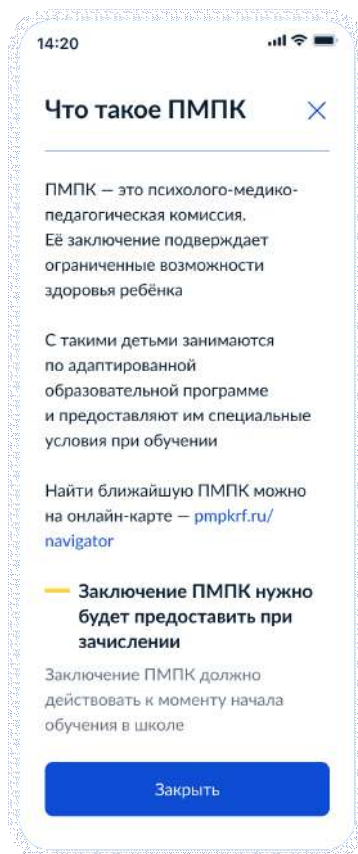 14:20
Что такое ПМПК
ПМПК — это психолого-медико-
педагогическая комиссия.
Её заключение подтверждает
ограниченные возможности
здоровья ребёнка
С такими детьми занимаются
по адаптированной
образовательной программе
и предоставляют им специальные
условия при обучении
Найти ближайшую ПМПК можно
на онлайн-карте — pmpkrf.ru/
navigator
Заключение ПМПК нужно
будет предоставить при
зачислении
Заключение ПМПК должно
действовать к моменту начала
обучения в школе
Закрыть